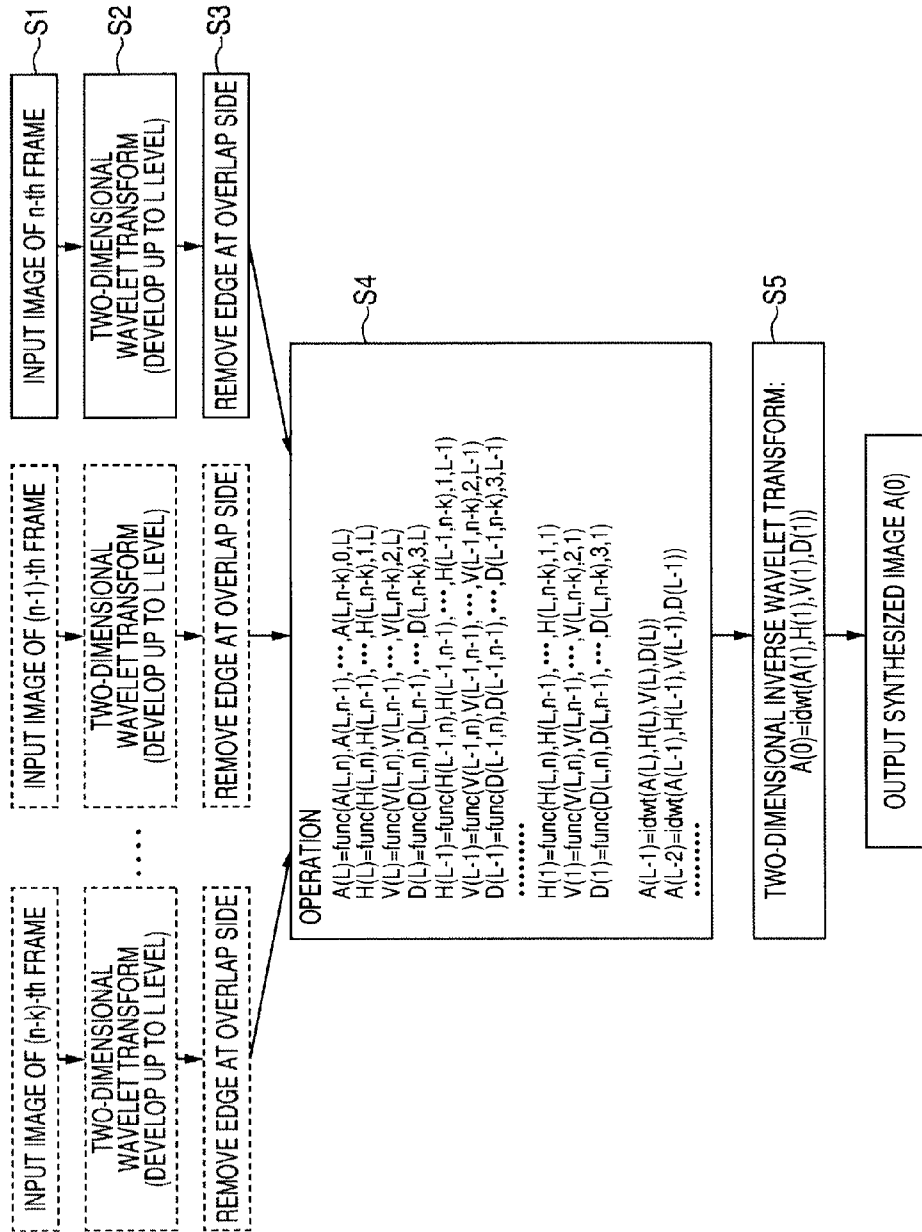 INPUT IMAGE OF (n-k)-th FRAME
INPUT IMAGE OF (n-1)-th FRAME
INPUT IMAGE OF n-th FRAME
S1
TWO-DIMENSIONAL
WAVELET TRANSFORM
(DEVELOP UP TO L LEVEL)
....
TWO-DIMENSIONAL
WAVELET TRANSFORM
(DEVELOP UP TO L LEVEL)
TWO-DIMENSIONAL
WAVELET TRANSFORM
(DEVELOP UP TO L LEVEL)
S2
REMOVE EDGE AT OVERLAP SIDE
REMOVE EDGE AT OVERLAP SIDE
REMOVE EDGE AT OVERLAP SIDE
S3
OPERATION
S4
A(L)=func(A(L,n),A(L,n-1), •••,A(L,n-k),0,L)
H(L)=func(H(L,n),H(L,n-1), •••,H(L,n-k),1,L)
V(L)=func(V(L,n),V(L,n-1), •••,V(L,n-k),2,L)
D(L)=func(D(L,n),D(L,n-1), •••,D(L,n-k),3,L)
H(L-1)=func(H(L-1,n),H(L-1,n-1), •••,H(L-1,n-k),1,L-1)
V(L-1)=func(V(L-1,n),V(L-1,n-1), •••,V(L-1,n-k),2,L-1)
D(L-1)=func(D(L-1,n),D(L-1,n-1), •••,D(L-1,n-k),3,L-1)
•••••••••
H(1)=func(H(L,n),H(L,n-1), •••,H(L,n-k),1,1)
V(1)=func(V(L,n),V(L,n-1), •••,V(L,n-k),2,1)
D(1)=func(D(L,n),D(L,n-1), •••,D(L,n-k),3,1)
A(L-1)=idwt(A(L),H(L),V(L),D(L))
A(L-2)=idwt(A(L-1),H(L-1),V(L-1),D(L-1))
•••••••••
TWO-DIMENSIONAL INVERSE WAVELET TRANSFORM:
A(0)=idwt(A(1),H(1),V(1),D(1))
S5
OUTPUT SYNTHESIZED IMAGE A(0)